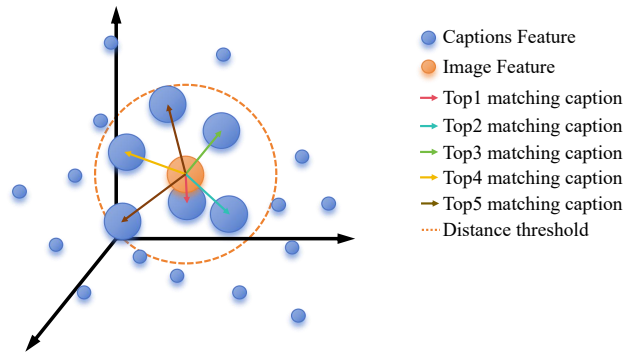 Captions Feature
Image Feature
Top1 matching caption
Top2 matching caption
Top3 matching caption
Top4 matching caption
Top5 matching caption
Distance threshold